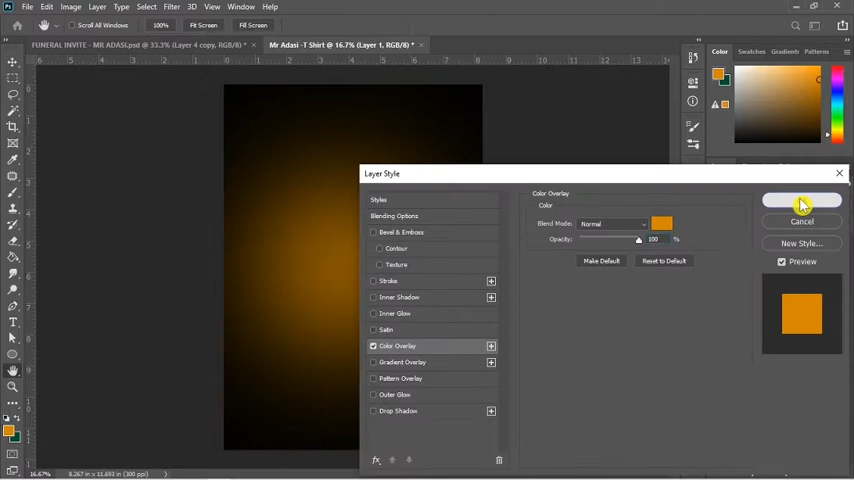 File Edit Image Layer Type Select Filter 3D View Window Help
Scroll All Windows 100% Fit Screen Fill Screen
FUNERAL INVITE - MR ADASI.psd @ 33.3% (Layer 4 copy, RGB/8) * × Mr Adasi -T Shirt @ 16.7% (Layer 1, RGB/8) * ×
Color Swatches Gradients Patterns
Layer Style
Styles
Blending Options
Bevel & Emboss
Contour
Texture
Stroke
Inner Shadow
Inner Glow
Satin
Color Overlay
Gradient Overlay
Pattern Overlay
Outer Glow
Drop Shadow
fx
Color Overlay
Color
Blend Mode: Normal
Opacity: 100 %
Make Default Reset to Default
Cancel
New Style...
Preview
16.67% 8.267 in x 11.693 in (300 ppi)